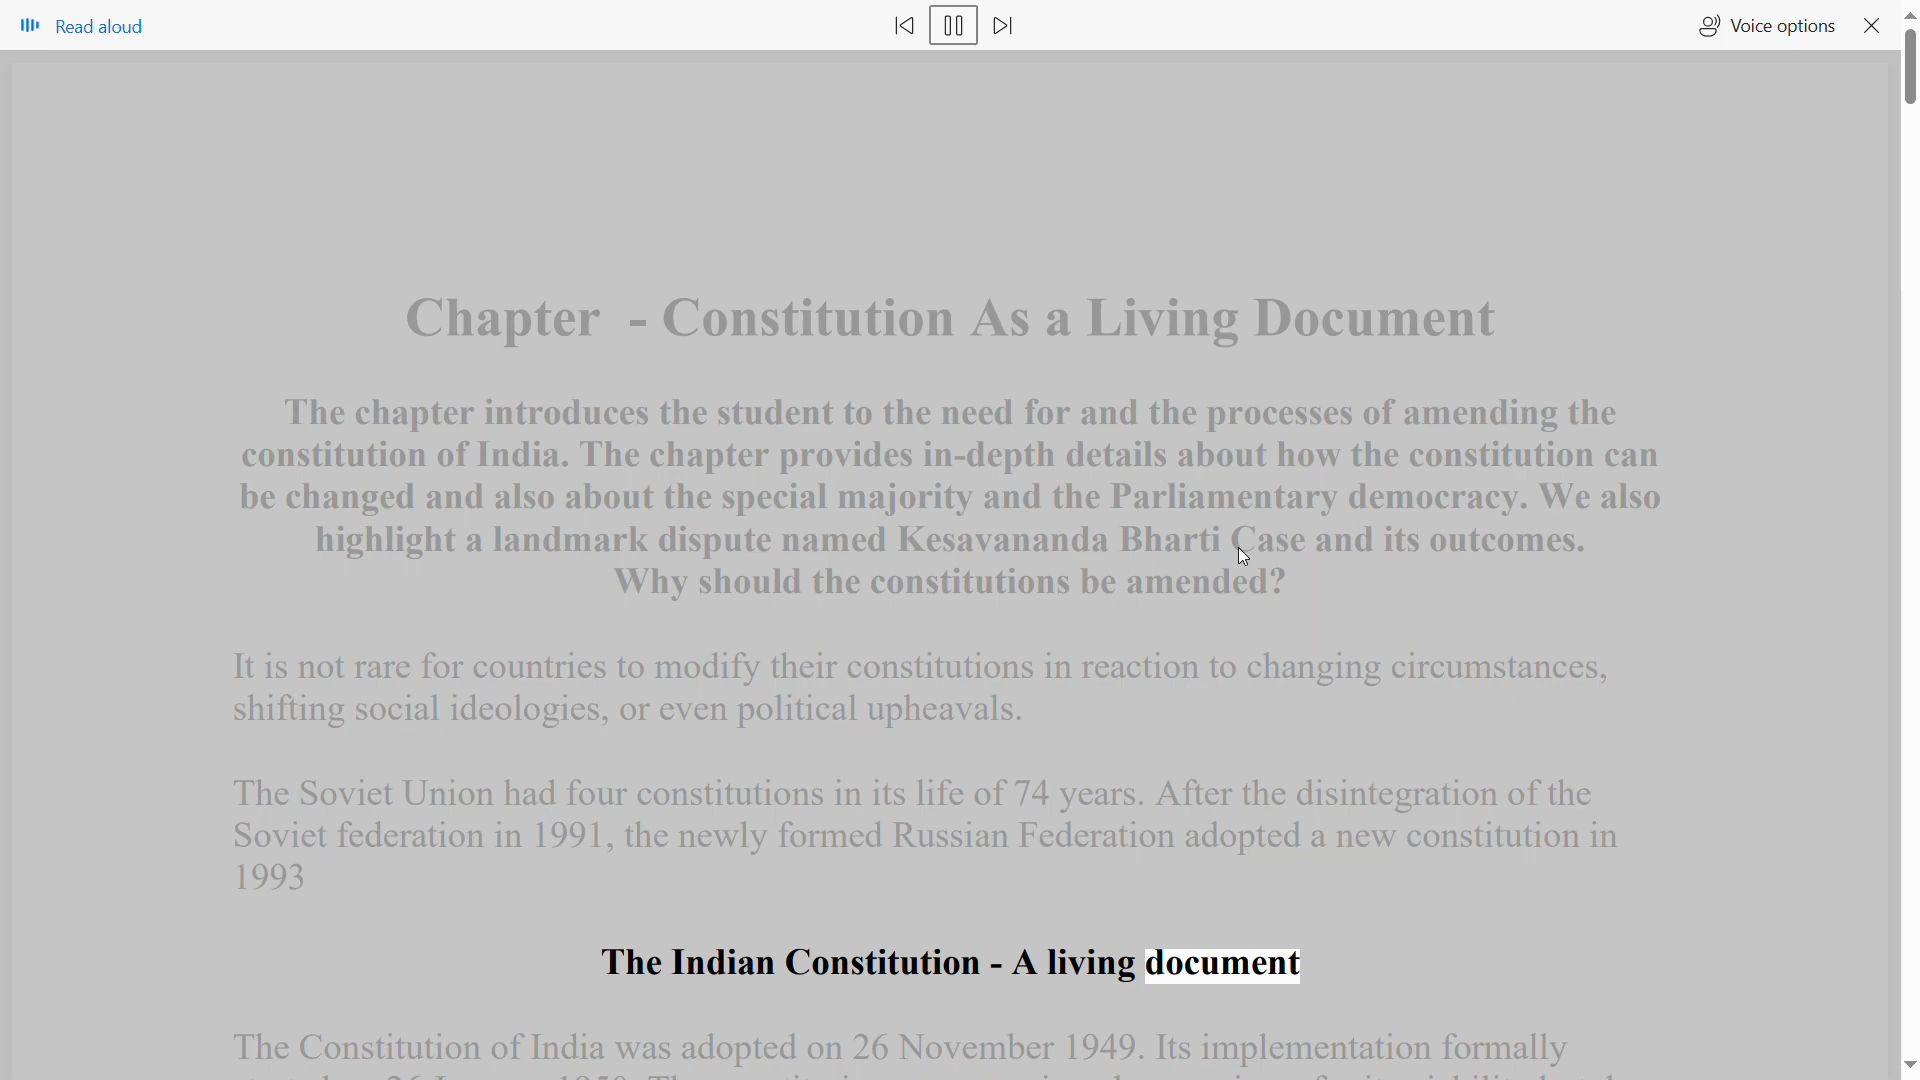 Read aloud
Voice options
Chapter - Constitution As a Living Document
The chapter introduces the student to the need for and the processes of amending the
constitution of India. The chapter provides in-depth details about how the constitution can
be changed and also about the special majority and the Parliamentary democracy. We also
highlight a landmark dispute named Kesavananda Bharti Case and its outcomes.
Why should the constitutions be amended?
It is not rare for countries to modify their constitutions in reaction to changing circumstances,
shifting social ideologies, or even political upheavals.
The Soviet Union had four constitutions in its life of 74 years. After the disintegration of the
Soviet federation in 1991, the newly formed Russian Federation adopted a new constitution in
1993
The Indian Constitution - A living document
The Constitution of India was adopted on 26 November 1949. Its implementation formally